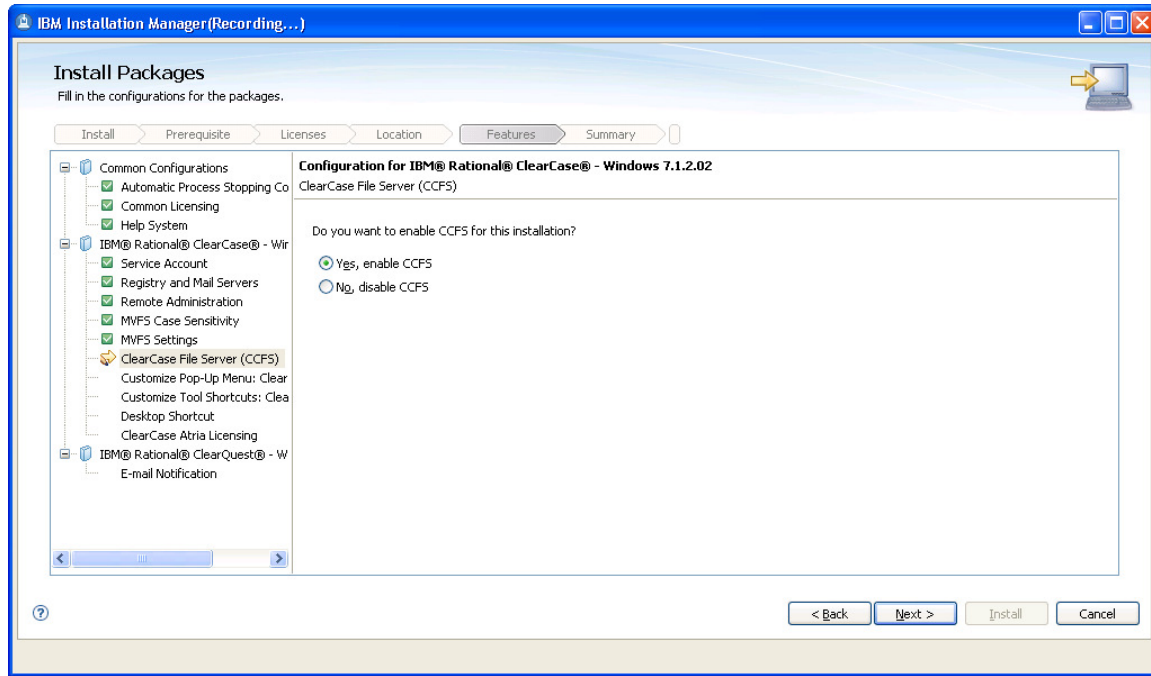 IBM Installation Manager(Recording...)
Install Packages
Fill in the configurations for the packages.
Install
Prerequisite
Licenses
Location
Features
Summary
Common Configurations
Automatic Process Stopping Co
Common Licensing
Help System
IBM® Rational® ClearCase® - Wir
Service Account
Registry and Mail Servers
Remote Administration
MVFS Case Sensitivity
MVFS Settings
ClearCase File Server (CCFS)
Customize Pop-Up Menu: Clear
Customize Tool Shortcuts: Clea
Desktop Shortcut
ClearCase Atria Licensing
IBM® Rational® ClearQuest® - W
E-mail Notification
Configuration for IBM® Rational® ClearCase® - Windows 7.1.2.02
ClearCase File Server (CCFS)
Do you want to enable CCFS for this installation?
Yes, enable CCFS
No, disable CCFS
?
< Back
Next >
Install
Cancel